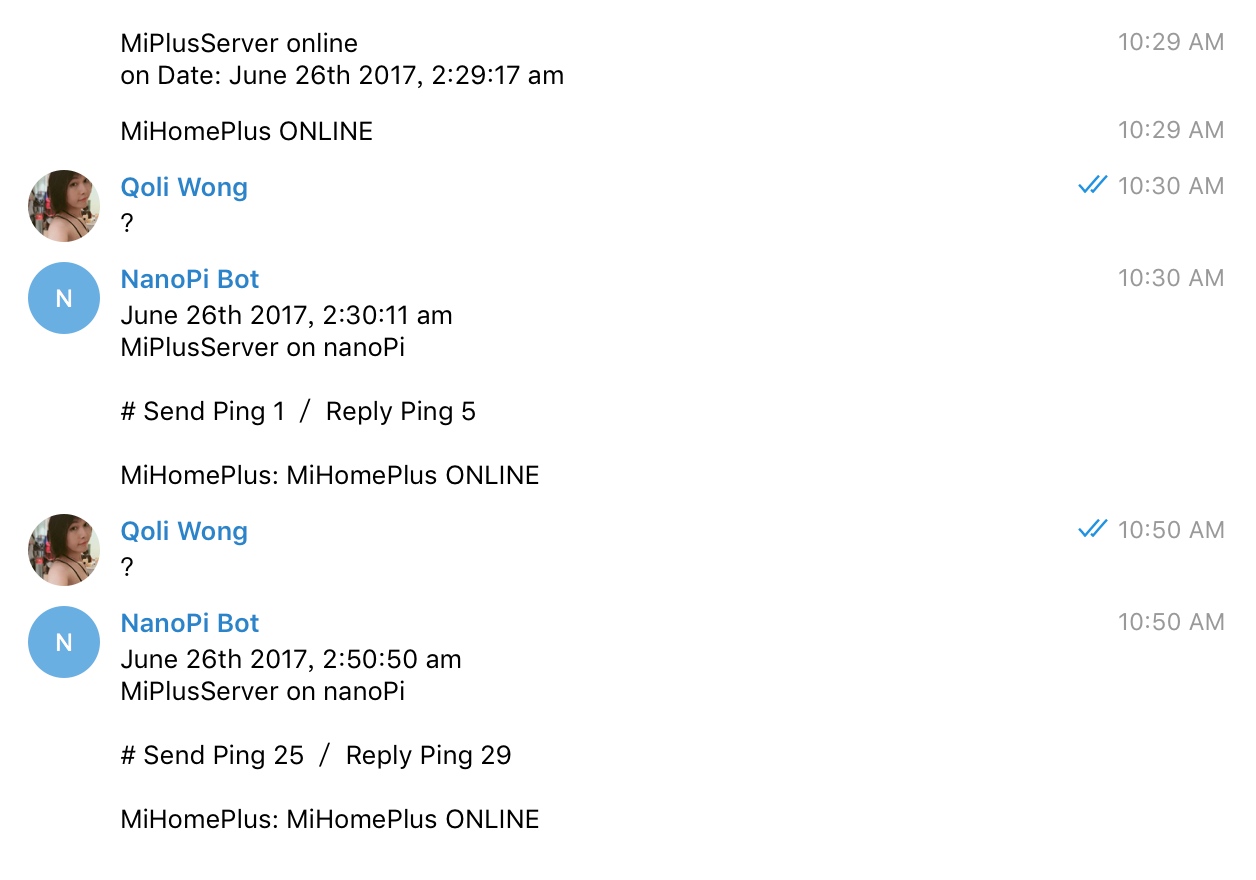 MiPlusServer online 10:29 AM
on Date: June 26th 2017, 2:29:17 am
MiHomePlus ONLINE 10:29 AM
Qoli Wong 10:30 AM
?
NanoPi Bot 10:30 AM
N
June 26th 2017, 2:30:11 am
MiPlusServer on nanoPi
# Send Ping 1 / Reply Ping 5
MiHomePlus: MiHomePlus ONLINE
Qoli Wong 10:50 AM
?
NanoPi Bot 10:50 AM
N
June 26th 2017, 2:50:50 am
MiPlusServer on nanoPi
# Send Ping 25 / Reply Ping 29
MiHomePlus: MiHomePlus ONLINE